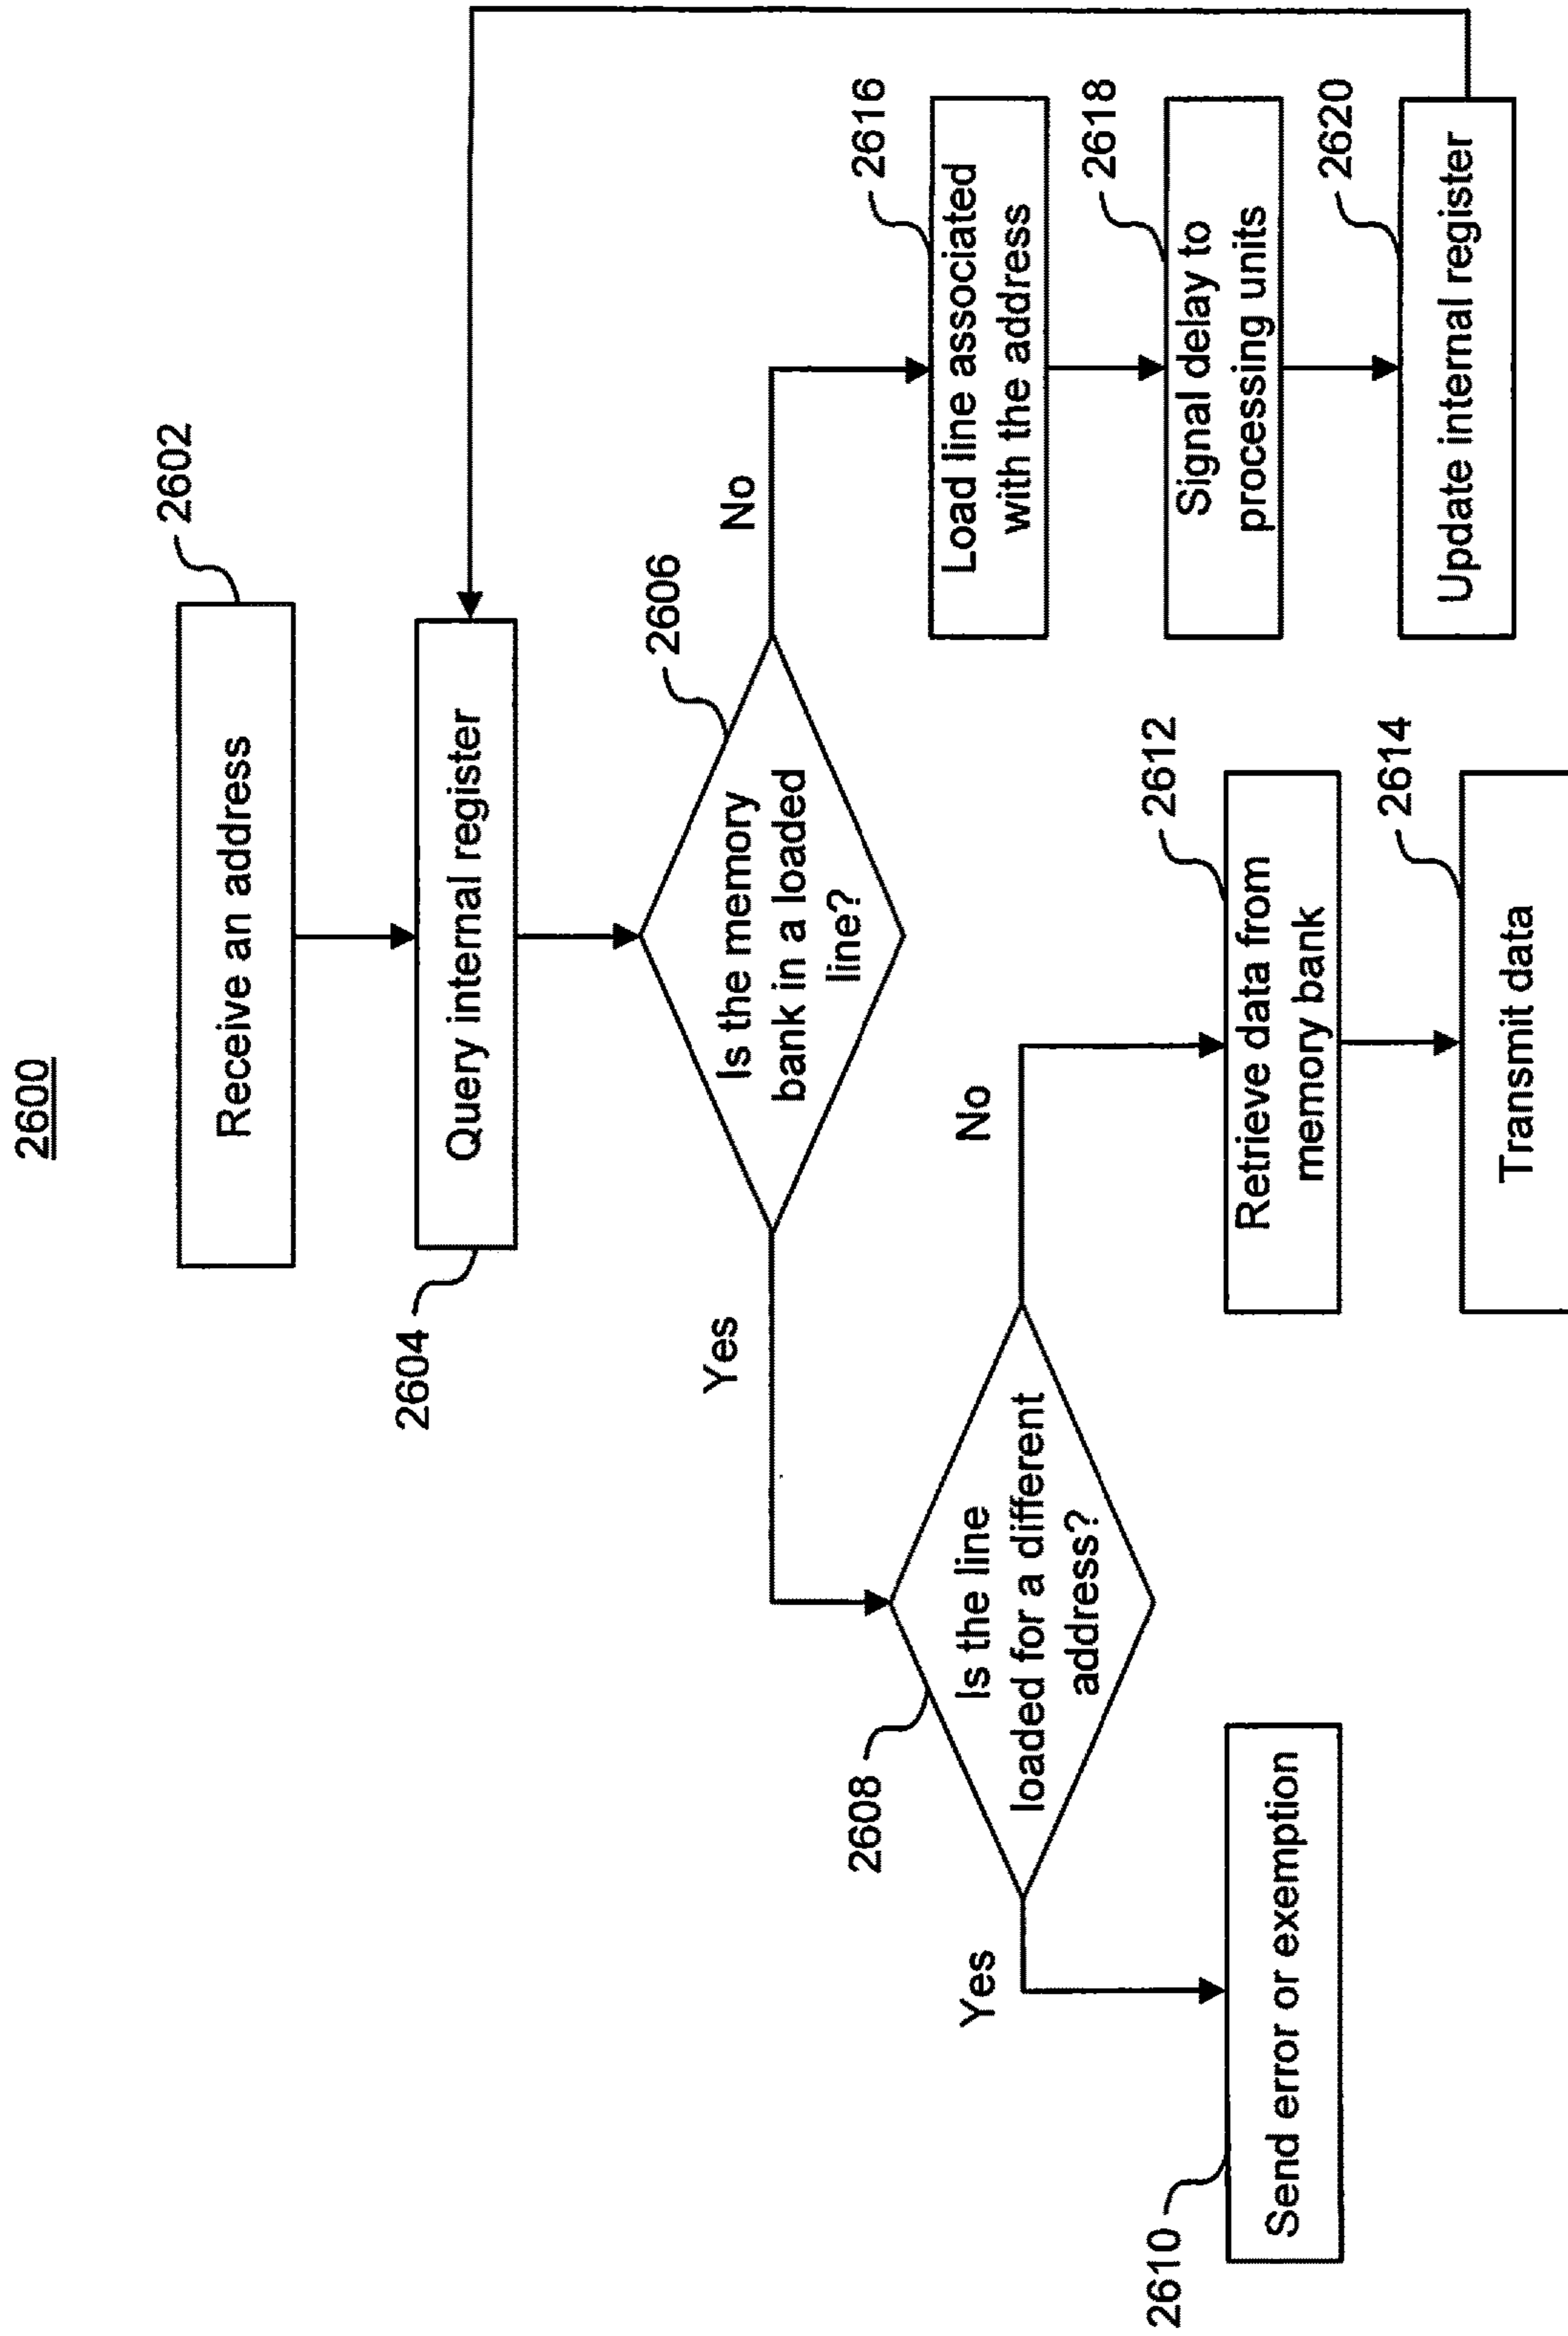 2600
2602
Receive an address
2604
Query internal register
2606
Is the memory
bank in a loaded
line?
Yes
No
2608
Is the line
loaded for a different
address?
Yes
No
2610
Send error or exemption
2612
Retrieve data from
memory bank
2614
Transmit data
2616
Load line associated
with the address
2618
Signal delay to
processing units
2620
Update internal register